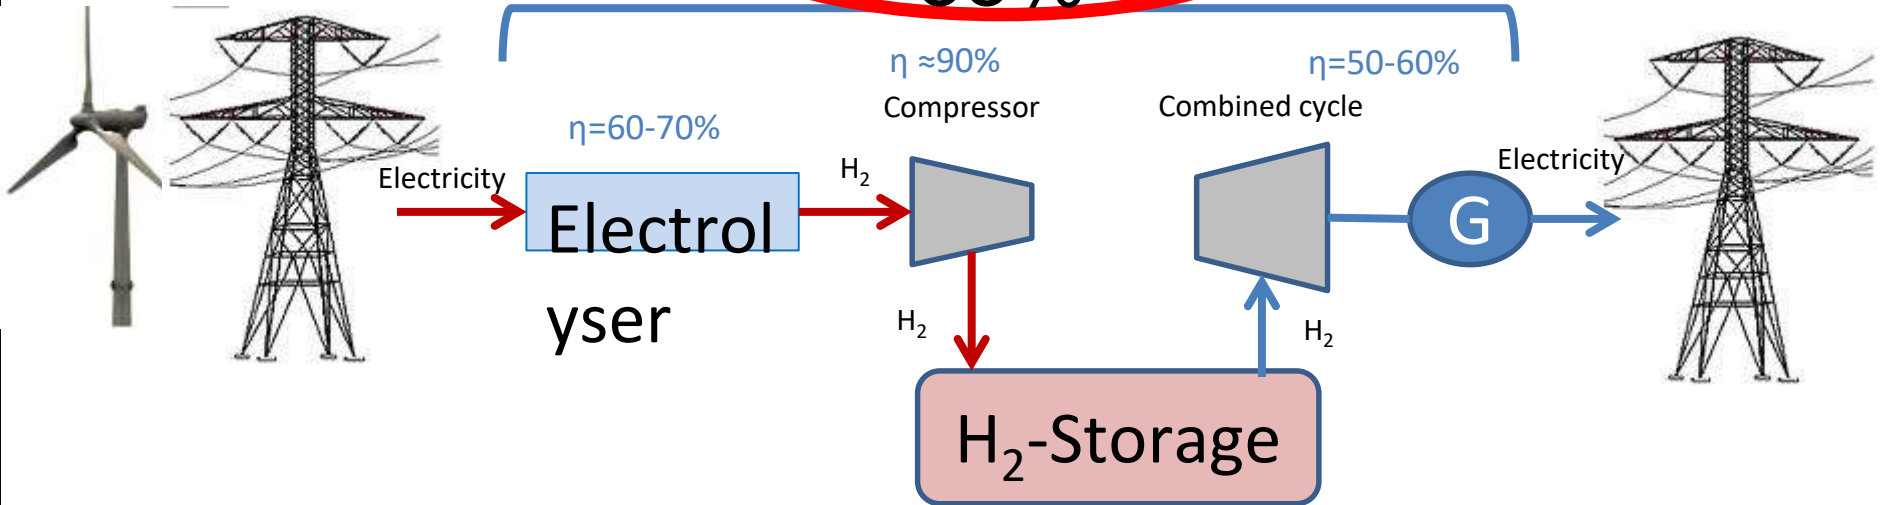 η ≈90%
η=50-60%
Compressor
Combined cycle
η=60-70%
Electricity
H₂
Electricity
Electrol
yser
G
H₂
H₂
H₂-Storage